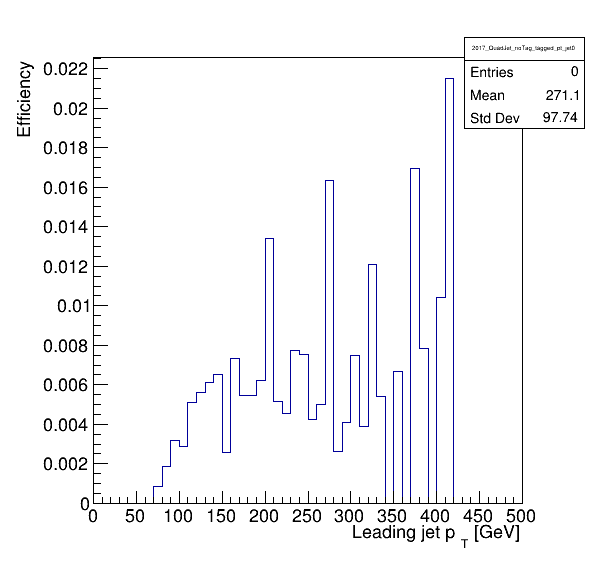 2017_QuadJet_noTag_tagged_pt_jet0
Entries 0
Mean 271.1
Std Dev 97.74
Efficiency
0.022
0.02
0.018
0.016
0.014
0.012
0.01
0.008
0.006
0.004
0.002
0
0 50 100 150 200 250 300 350 400 450 500
Leading jet p T [GeV]